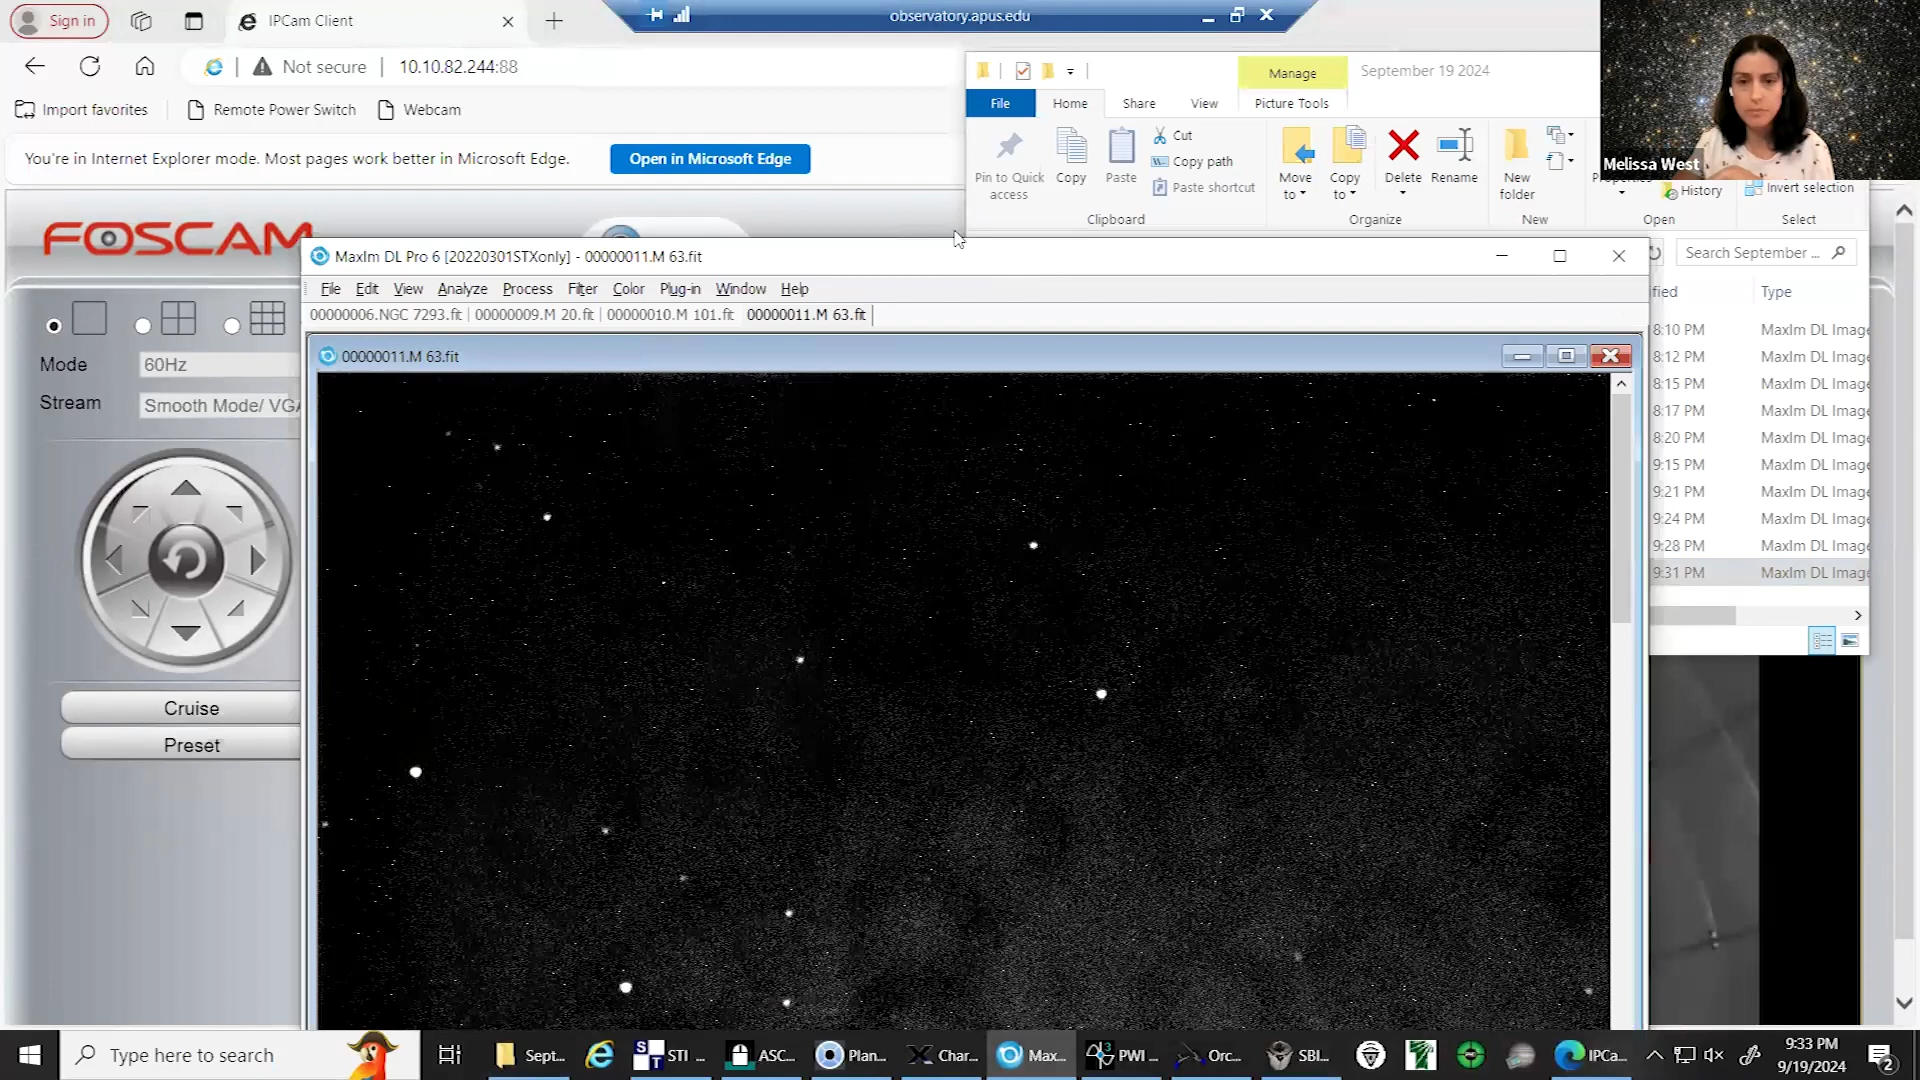 Sign in
IPCam Client
observatory.apus.edu
Not secure
10.10.82.244:88
Import favorites
Remote Power Switch
Webcam
You're in Internet Explorer mode. Most pages work better in Microsoft Edge.
Open in Microsoft Edge
Manage
September 19 2024
File
Home
Share
View
Picture Tools
Pin to Quick access
Copy
Paste
Cut
Copy path
Paste shortcut
Clipboard
Move to
Copy to
Delete
Rename
Organize
New folder
New
History
Open
Invert selection
Select
Melissa West
FOSCAM
Search September ...
Mode
60Hz
Stream
Smooth Mode/ VGA
Cruise
Preset
MaxIm DL Pro 6 [20220301STXonly] - 00000011.M 63.fit
File Edit View Analyze Process Filter Color Plug-in Window Help
00000006.NGC 7293.fit | 00000009.M 20.fit | 00000010.M 101.fit 00000011.M 63.fit
00000011.M 63.fit
Type
8:10 PM MaxIm DL Image
8:12 PM MaxIm DL Image
8:15 PM MaxIm DL Image
8:17 PM MaxIm DL Image
8:20 PM MaxIm DL Image
9:15 PM MaxIm DL Image
9:21 PM MaxIm DL Image
9:24 PM MaxIm DL Image
9:28 PM MaxIm DL Image
9:31 PM MaxIm DL Image
Type here to search
Sept...
STI ...
ASC...
Plan...
Char...
Max...
PWI ...
Orc...
SBI...
IPCa...
9:33 PM
9/19/2024
2